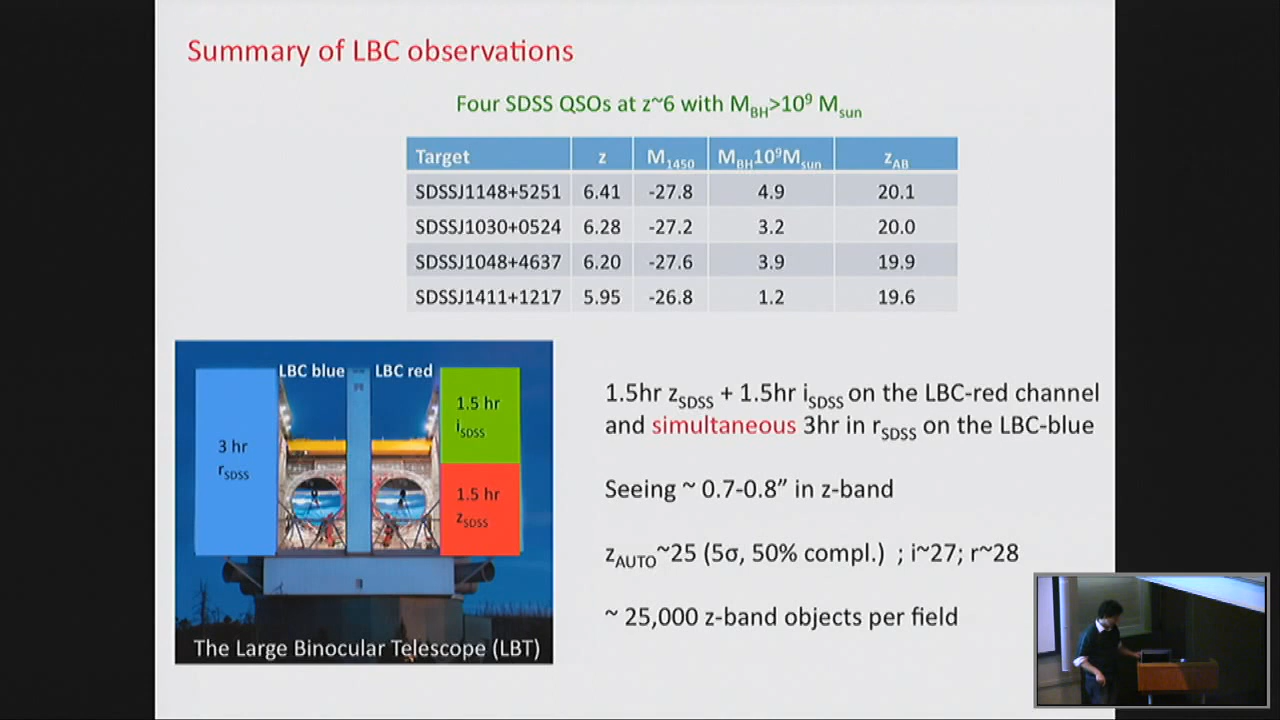 Summary of LBC observations
Four SDSS QSOs at z~6 with M_BH>10⁹ M_sun
Target z M_1450 M_BH10⁹M_sun z_AB
SDSSJ1148+5251 6.41 -27.8 4.9 20.1
SDSSJ1030+0524 6.28 -27.2 3.2 20.0
SDSSJ1048+4637 6.20 -27.6 3.9 19.9
SDSSJ1411+1217 5.95 -26.8 1.2 19.6
LBC blue LBC red
3 hr
r_SDSS
1.5 hr
i_SDSS
1.5 hr
z_SDSS
The Large Binocular Telescope (LBT)
1.5hr z_SDSS + 1.5hr i_SDSS on the LBC-red channel
and simultaneous 3hr in r_SDSS on the LBC-blue
Seeing ~ 0.7-0.8” in z-band
z_AUTO~25 (5σ, 50% compl.) ; i~27; r~28
~ 25,000 z-band objects per field